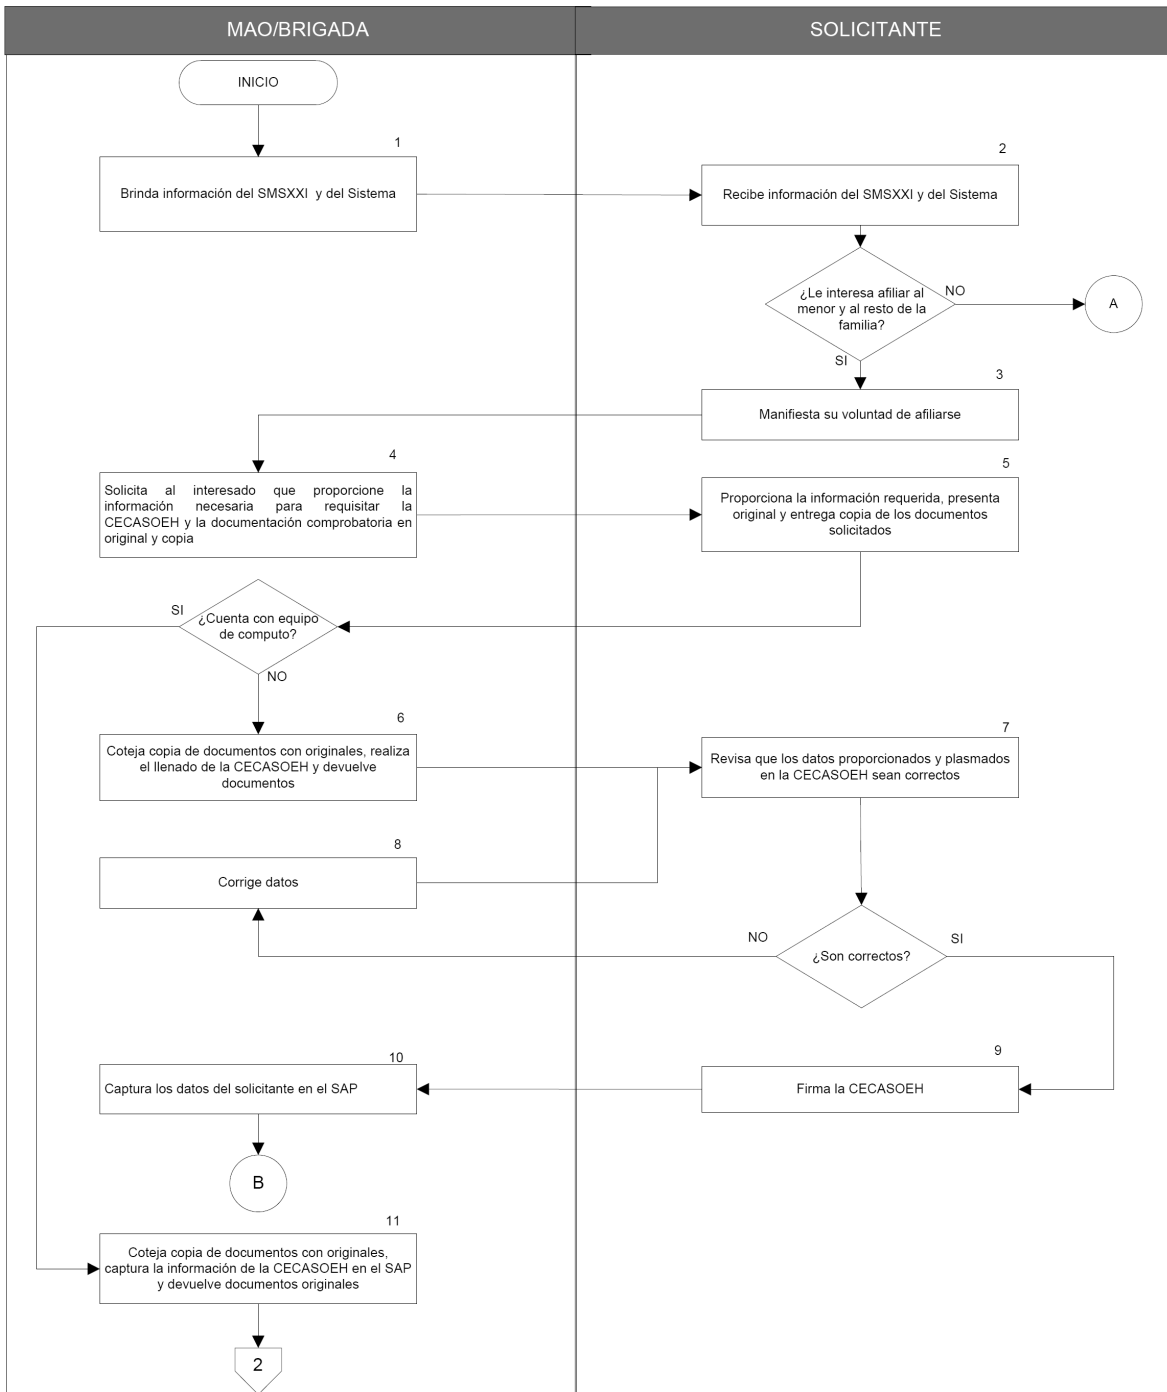 MAO/BRIGADA
SOLICITANTE
INICIO
1
Brinda información del SMSXXI y del Sistema
2
Recibe información del SMSXXI y del Sistema
¿Le interesa afiliar al
menor y al resto de la
familia?
NO
A
SI
3
Manifiesta su voluntad de afiliarse
4
Solicita al interesado que proporcione la
información necesaria para requisitar la
CECASOEH y la documentación comprobatoria en
original y copia
5
Proporciona la información requerida, presenta
original y entrega copia de los documentos
solicitados
SI
¿Cuenta con equipo
de computo?
NO
6
Coteja copia de documentos con originales, realiza
el llenado de la CECASOEH y devuelve
documentos
7
Revisa que los datos proporcionados y plasmados
en la CECASOEH sean correctos
8
Corrige datos
NO
¿Son correctos?
SI
9
Firma la CECASOEH
10
Captura los datos del solicitante en el SAP
B
11
Coteja copia de documentos con originales,
captura la información de la CECASOEH en el SAP
y devuelve documentos originales
2